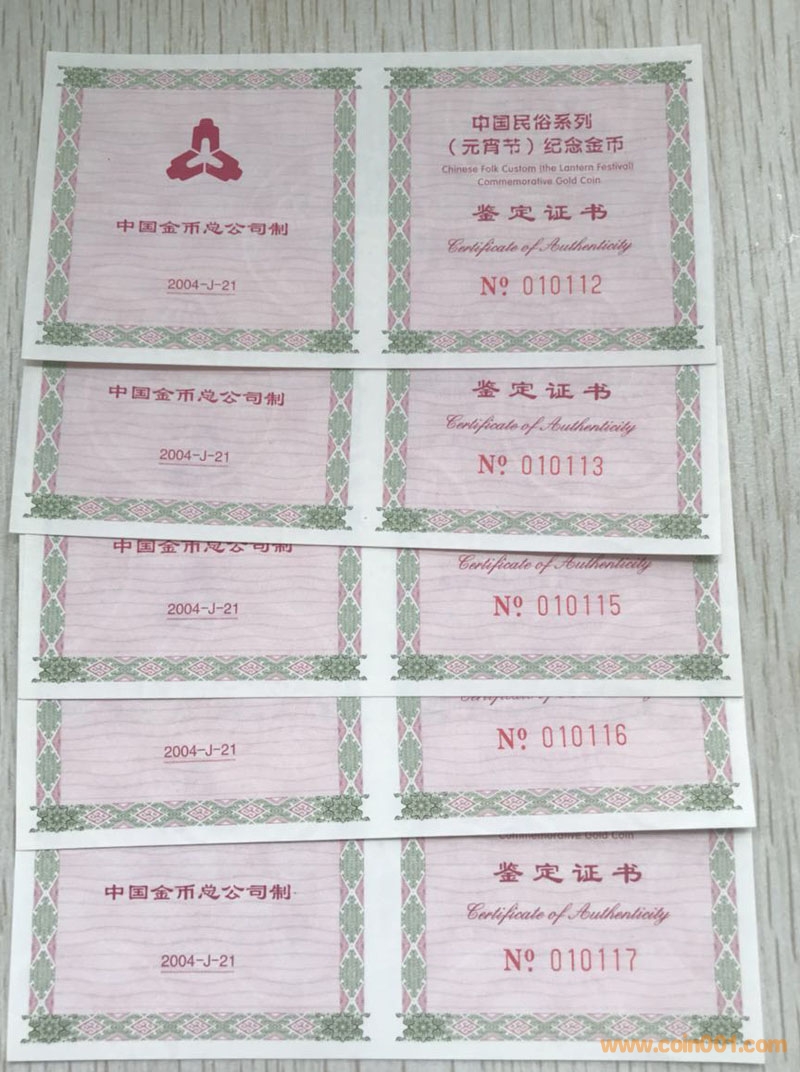 中国金币总公司制
2004-J-21
中国民俗系列
（元宵节）纪念金币
Chinese Folk Custom (the Lantern Festival)
Commemorative Gold Coin
鉴定证书
Certificate of Authenticity
Nº 010112
中国金币总公司制
2004-J-21
鉴定证书
Certificate of Authenticity
Nº 010113
中国金币总公司制
2004-J-21
Certificate of Authenticity
Nº 010115
2004-J-21
Nº 010116
中国金币总公司制
2004-J-21
Commemorative Gold Coin
鉴定证书
Certificate of Authenticity
Nº 010117
www.coin001.com